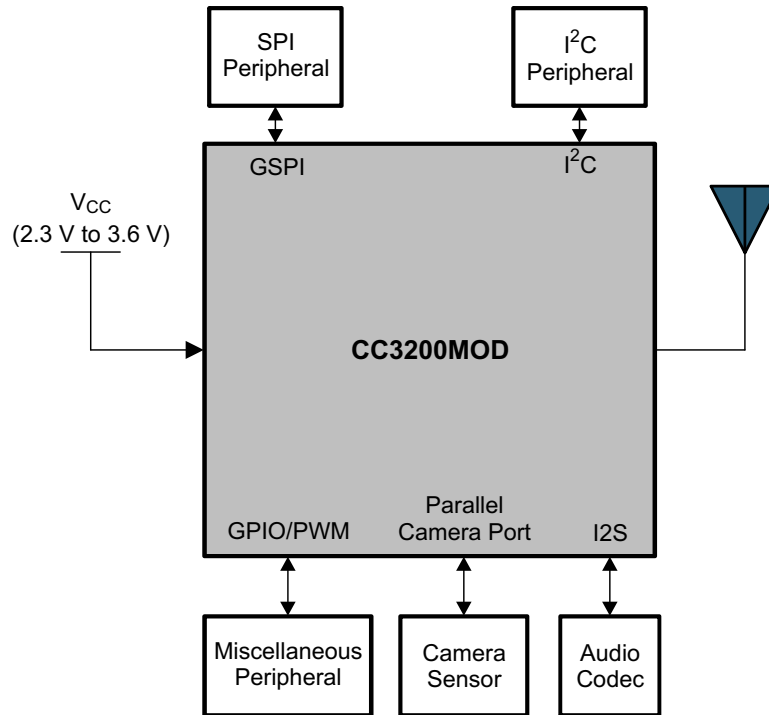 SPI
Peripheral
I²C
Peripheral
GSPI
I²C
V_CC
(2.3 V to 3.6 V)
CC3200MOD
GPIO/PWM
Parallel
Camera Port
I2S
Miscellaneous
Peripheral
Camera
Sensor
Audio
Codec